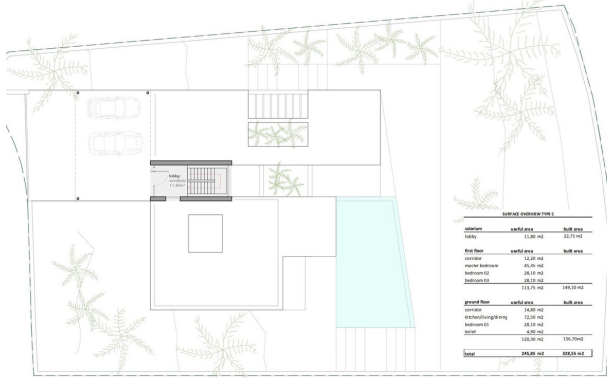 lobby:
vestibule
11,80m2
SURFACE OVERVIEW TYPE C
solarium useful area built area
lobby 11,80 m2 22,75 m2
first floor useful area built area
corridor 12,20 m2
master bedroom 45,35 m2
bedroom 02 28,10 m2
bedroom 03 28,10 m2
113,75 m2 149,10 m2
ground floor useful area built area
corridor 14,80 m2
kitchen/living/dining 72,50 m2
bedroom 01 28,10 m2
toilet 4,90 m2
120,30 m2 156,70m2
total 245,85 m2 328,55 m2